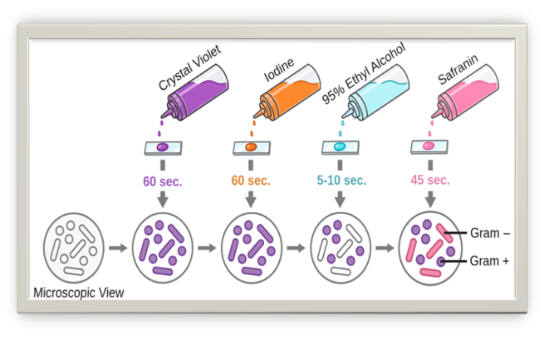 Crystal Violet
Iodine
95% Ethyl Alcohol
Safranin
60 sec.
60 sec.
5-10 sec.
45 sec.
Gram –
Gram +
Microscopic View